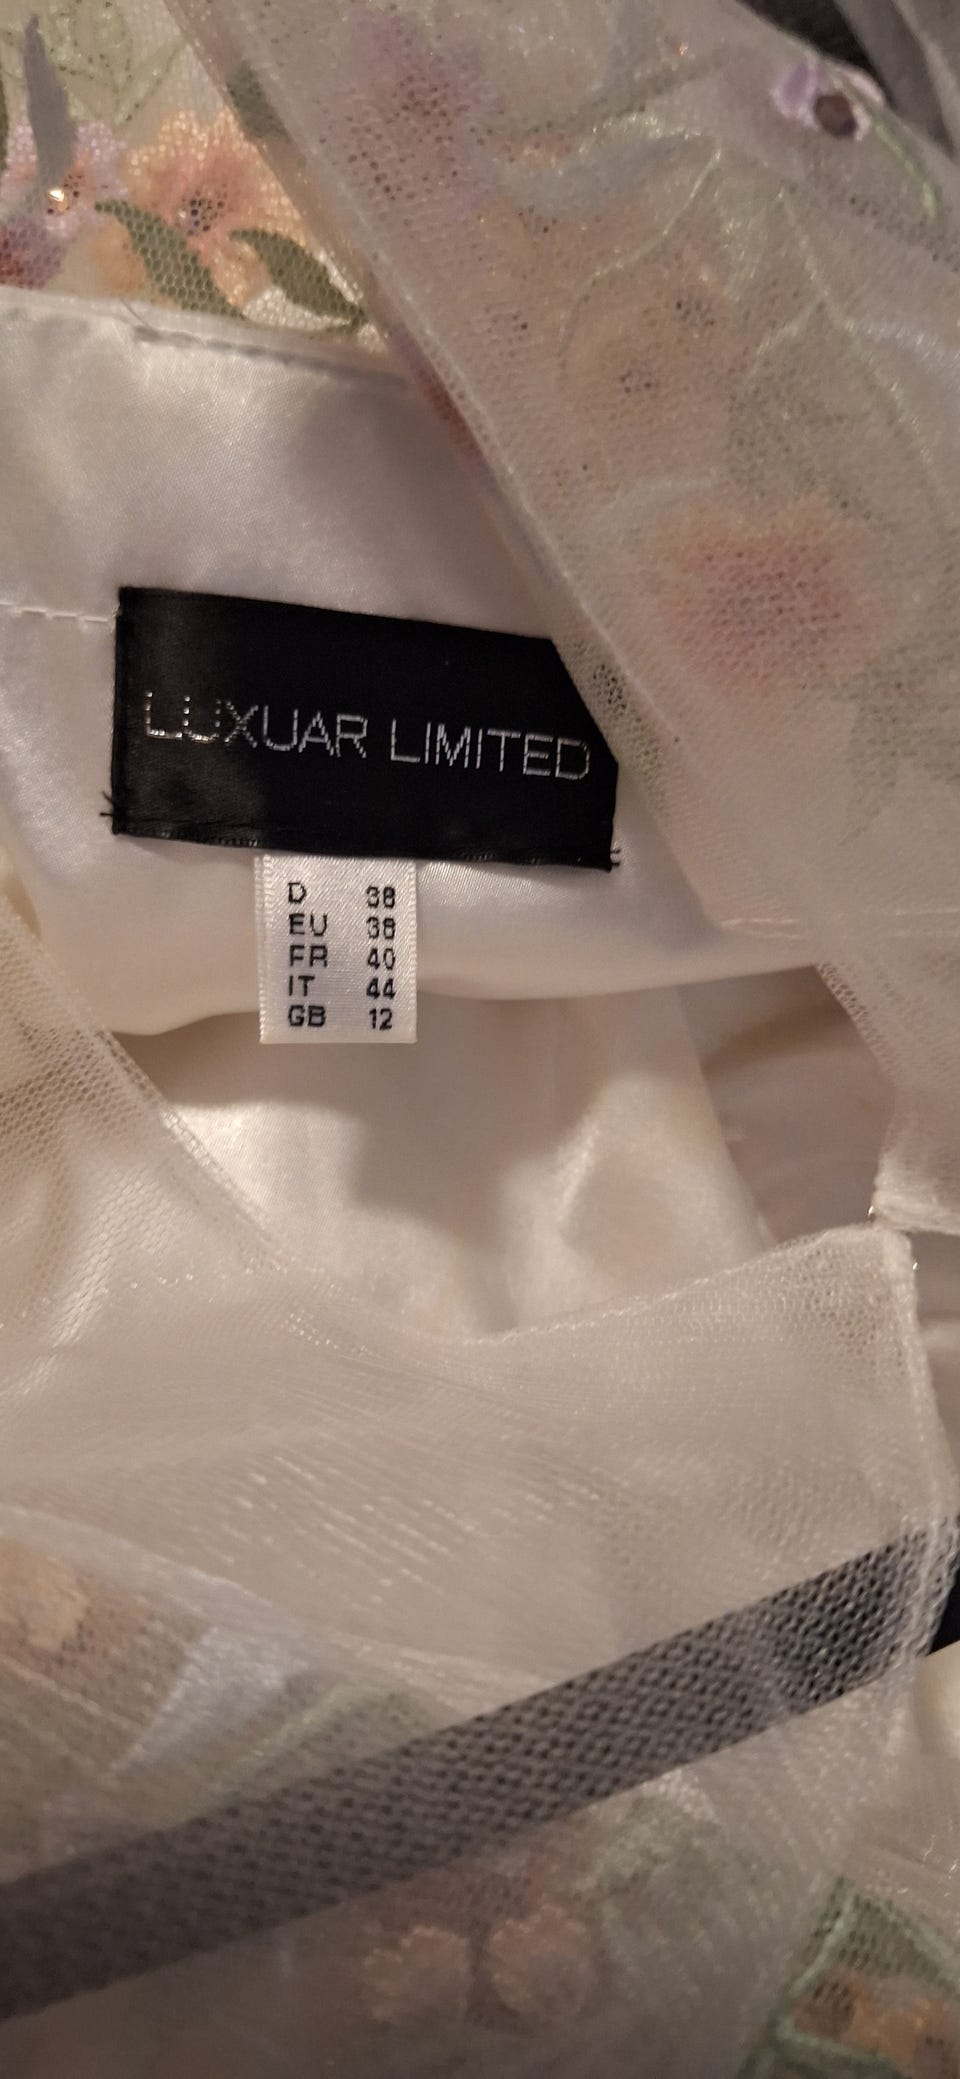 LUXUAR LIMITED
D 38
EU 38
FR 40
IT 44
GB 12